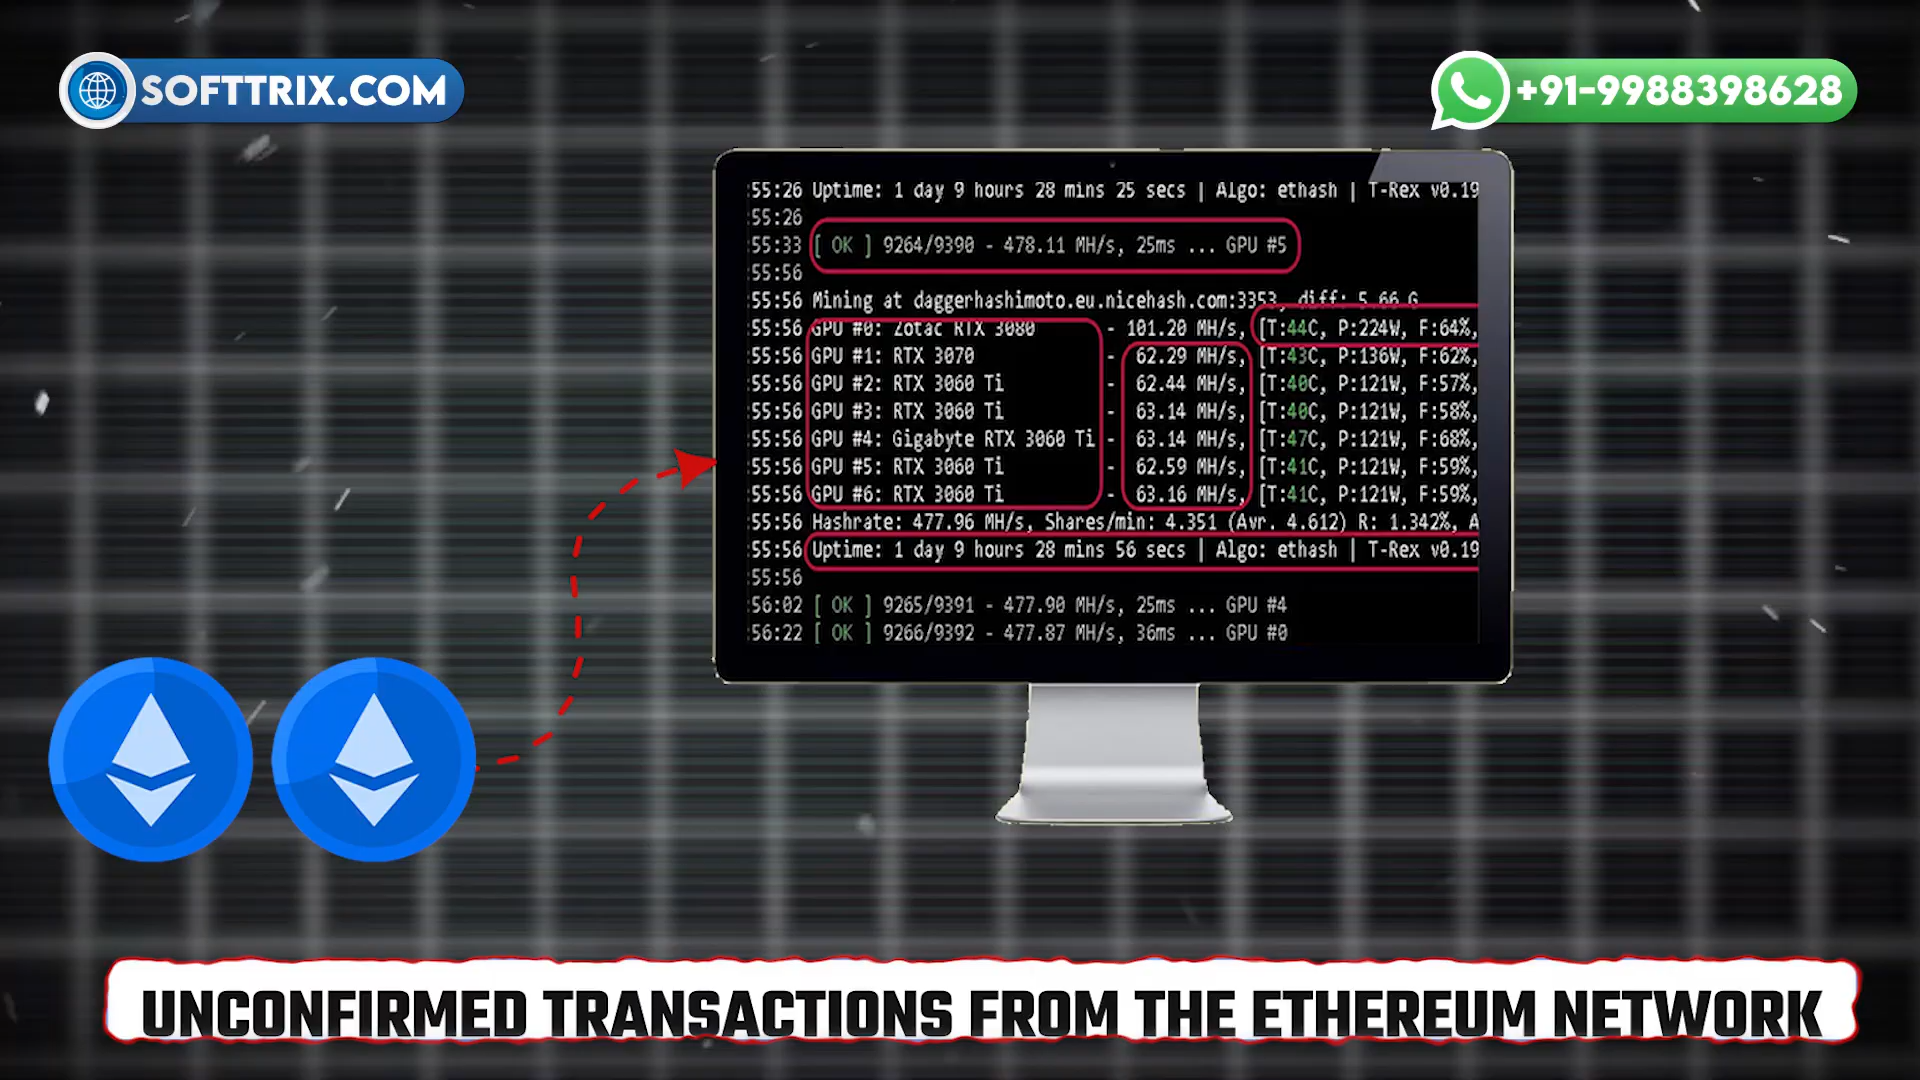 SOFTTRIX.COM
+91-9988398628
:55:26 Uptime: 1 day 9 hours 28 mins 25 secs | Algo: ethash | T-Rex v0.19
:55:26
:55:33 [ OK ] 9264/9390 - 478.11 MH/s, 25ms ... GPU #5
:55:56
:55:56 Mining at daggerhashimoto.eu.nicehash.com:3353, diff: 5.66 G
:55:56 GPU #0: Zotac RTX 3080 - 101.20 MH/s, [T:44C, P:224W, F:64%,
:55:56 GPU #1: RTX 3070 - 62.29 MH/s, [T:43C, P:136W, F:62%,
:55:56 GPU #2: RTX 3060 Ti - 62.44 MH/s, [T:40C, P:121W, F:57%,
:55:56 GPU #3: RTX 3060 Ti - 63.14 MH/s, [T:40C, P:121W, F:58%,
:55:56 GPU #4: Gigabyte RTX 3060 Ti - 63.14 MH/s, [T:47C, P:121W, F:68%,
:55:56 GPU #5: RTX 3060 Ti - 62.59 MH/s, [T:41C, P:121W, F:59%,
:55:56 GPU #6: RTX 3060 Ti - 63.16 MH/s, [T:41C, P:121W, F:59%,
:55:56 Hashrate: 477.96 MH/s, Shares/min: 4.351 (Avr. 4.612) R: 1.342%, A
:55:56 Uptime: 1 day 9 hours 28 mins 56 secs | Algo: ethash | T-Rex v0.19
:55:56
:56:02 [ OK ] 9265/9391 - 477.90 MH/s, 25ms ... GPU #4
:56:22 [ OK ] 9266/9392 - 477.87 MH/s, 36ms ... GPU #0
UNCONFIRMED TRANSACTIONS FROM THE ETHEREUM NETWORK